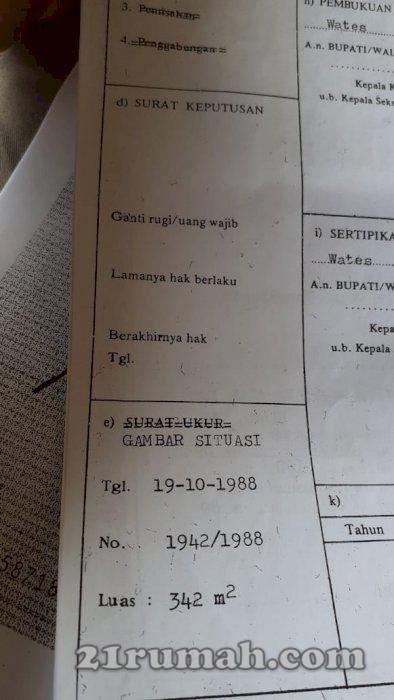 3. Pemisahan
4. Penggabungan =
d) SURAT KEPUTUSAN
Ganti rugi/uang wajib
Lamanya hak berlaku
Berakhirnya hak
Tgl.
e) SURAT UKUR=
GAMBAR SITUASI
Tgl. 19-10-1988
No... 1942/1988
Luas : 342 m²
h) PEMBUKUAN
Wates
A.n. BUPATI/WAL
Kepala K
u.b. Kepala Seks
i) SERTIPIKA
......Wates......
A.n. BUPATI/W
Kepa
u.b. Kepala
k)
Tahun
58718
21rumah.com